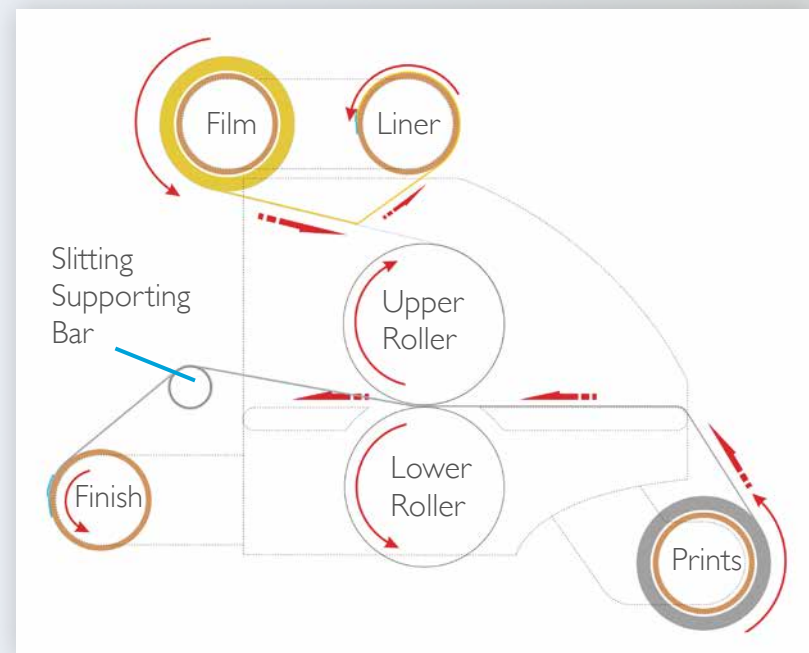 Film
Liner
Slitting
Supporting
Bar
Upper
Roller
Lower
Roller
Finish
Prints